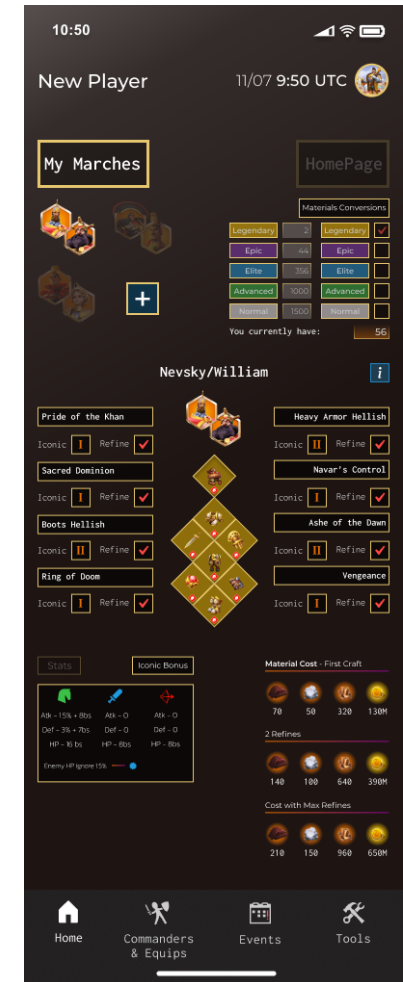 10:50
New Player
11/07 9:50 UTC
My Marches
HomePage
Materials Conversions
Legendary 2 Legendary
Epic 44 Epic
Elite 356 Elite
Advanced 1000 Advanced
Normal 1500 Normal
You currently have: 56
+
Nevsky/William
i
Pride of the Khan
Iconic I Refine
Sacred Dominion
Iconic I Refine
Boots Hellish
Iconic II Refine
Ring of Doom
Iconic I Refine
Heavy Armor Hellish
Iconic II Refine
Navar's Control
Iconic I Refine
Ashe of the Dawn
Iconic II Refine
Vengeance
Iconic I Refine
Stats
Iconic Bonus
Atk - 15% + 8bs Atk - 0 Atk - 0
Def - 3% + 7bs Def - 0 Def - 0
HP - 16 bs HP - 8bs HP - 8bs
Enemy HP Ignore 15%
Material Cost - First Craft
70 50 320 130M
2 Refines
140 100 640 390M
Cost with Max Refines
210 150 960 650M
Home
Commanders
& Equips
Events
Tools